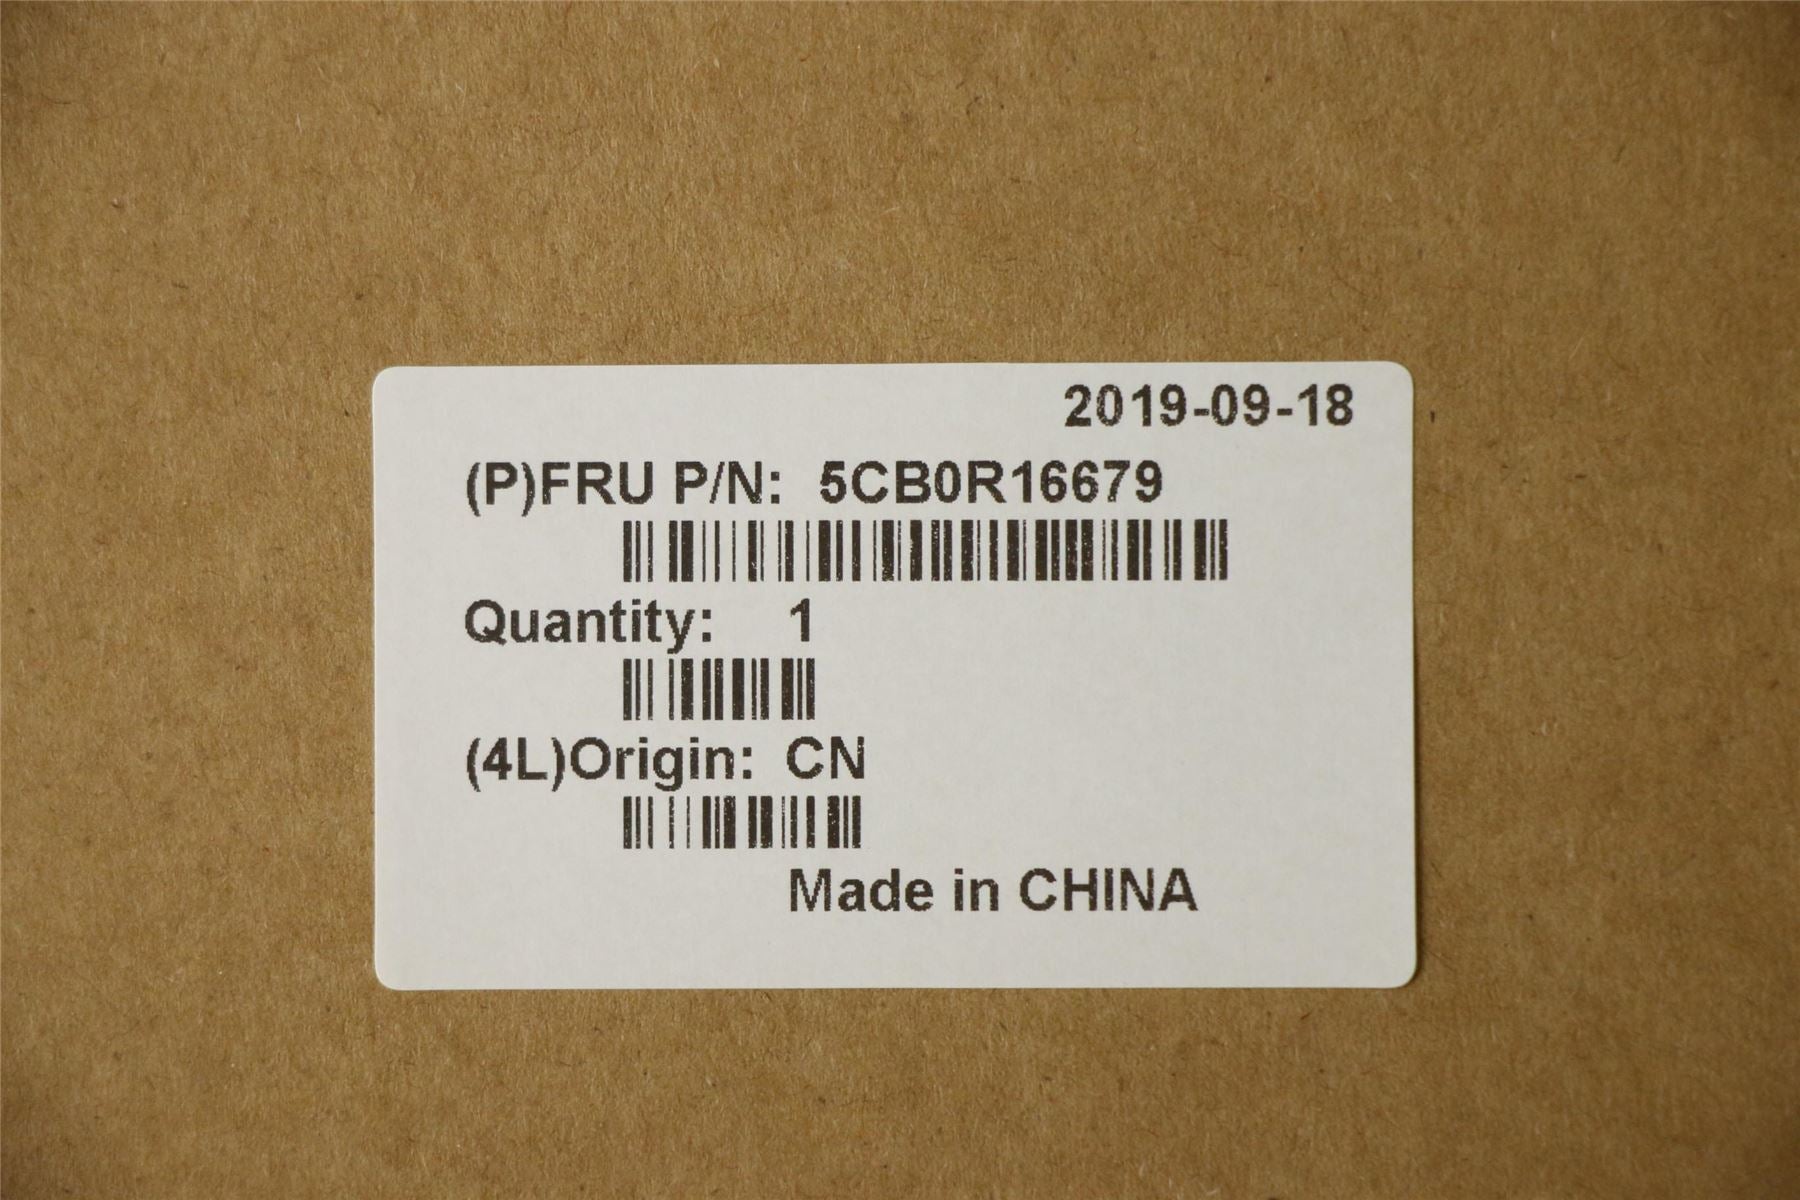 2019-09-18
(P)FRU P/N: 5CB0R16679
Quantity: 1
(4L)Origin: CN
Made in CHINA